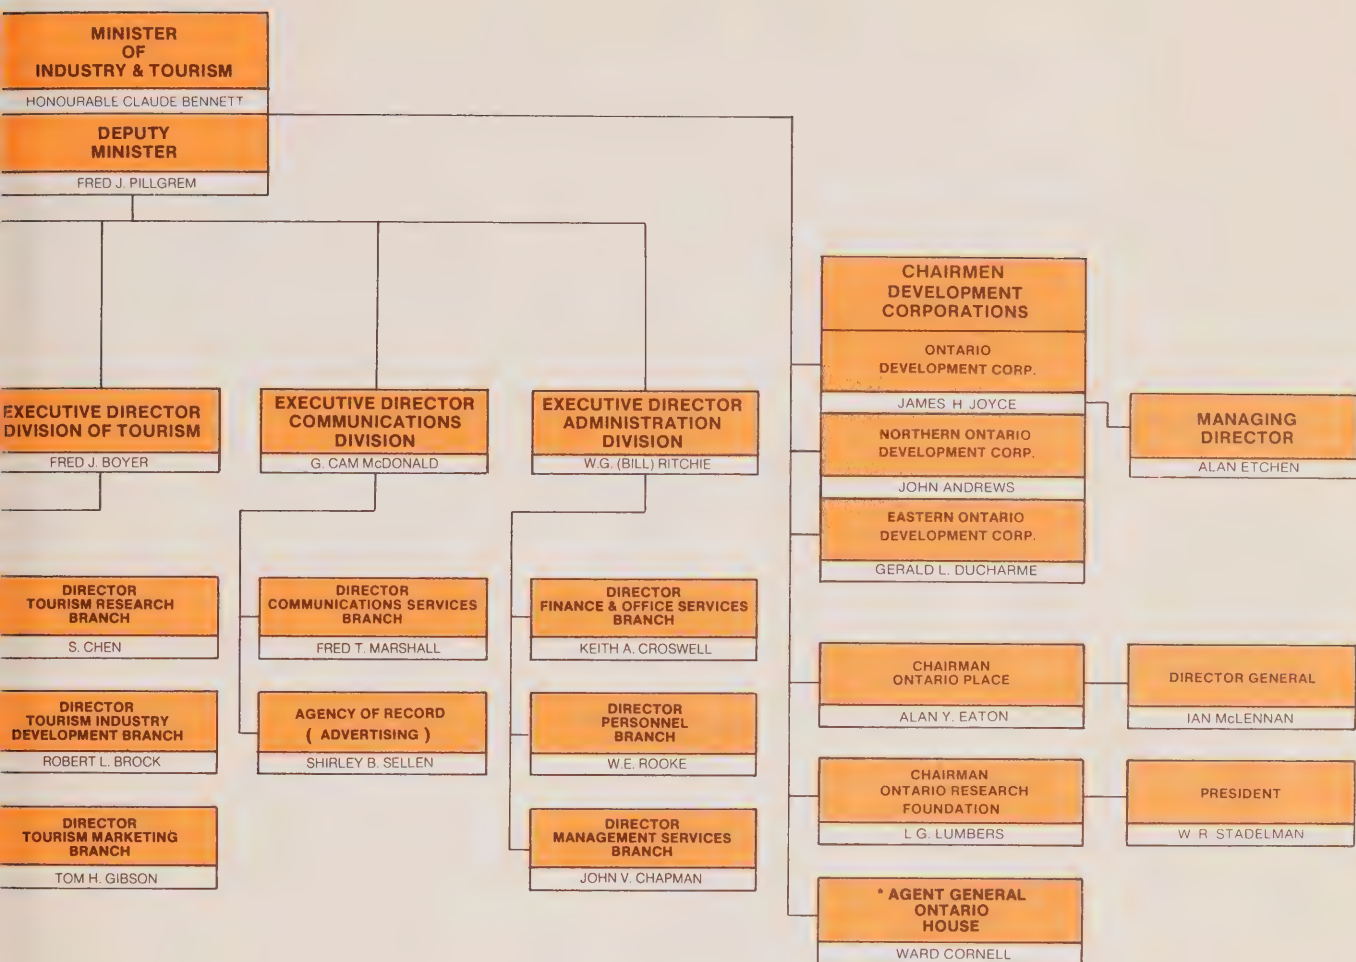 MINISTER
OF
INDUSTRY & TOURISM
HONOURABLE CLAUDE BENNETT
DEPUTY
MINISTER
FRED J. PILLGREM
EXECUTIVE DIRECTOR
DIVISION OF TOURISM
FRED J. BOYER
DIRECTOR
TOURISM RESEARCH
BRANCH
S. CHEN
DIRECTOR
TOURISM INDUSTRY
DEVELOPMENT BRANCH
ROBERT L. BROCK
DIRECTOR
TOURISM MARKETING
BRANCH
TOM H. GIBSON
EXECUTIVE DIRECTOR
COMMUNICATIONS
DIVISION
G. CAM McDONALD
DIRECTOR
COMMUNICATIONS SERVICES
BRANCH
FRED T. MARSHALL
AGENCY OF RECORD
( ADVERTISING )
SHIRLEY B. SELLEN
EXECUTIVE DIRECTOR
ADMINISTRATION
DIVISION
W.G. (BILL) RITCHIE
DIRECTOR
FINANCE & OFFICE SERVICES
BRANCH
KEITH A. CROSWELL
DIRECTOR
PERSONNEL
BRANCH
W.E. ROOKE
DIRECTOR
MANAGEMENT SERVICES
BRANCH
JOHN V. CHAPMAN
CHAIRMEN
DEVELOPMENT
CORPORATIONS
ONTARIO
DEVELOPMENT CORP.
JAMES H JOYCE
NORTHERN ONTARIO
DEVELOPMENT CORP.
JOHN ANDREWS
EASTERN ONTARIO
DEVELOPMENT CORP.
GERALD L. DUCHARME
MANAGING
DIRECTOR
ALAN ETCHEN
CHAIRMAN
ONTARIO PLACE
ALAN Y. EATON
DIRECTOR GENERAL
IAN McLENNAN
CHAIRMAN
ONTARIO RESEARCH
FOUNDATION
L G. LUMBERS
PRESIDENT
W R STADELMAN
* AGENT GENERAL
ONTARIO
HOUSE
WARD CORNELL